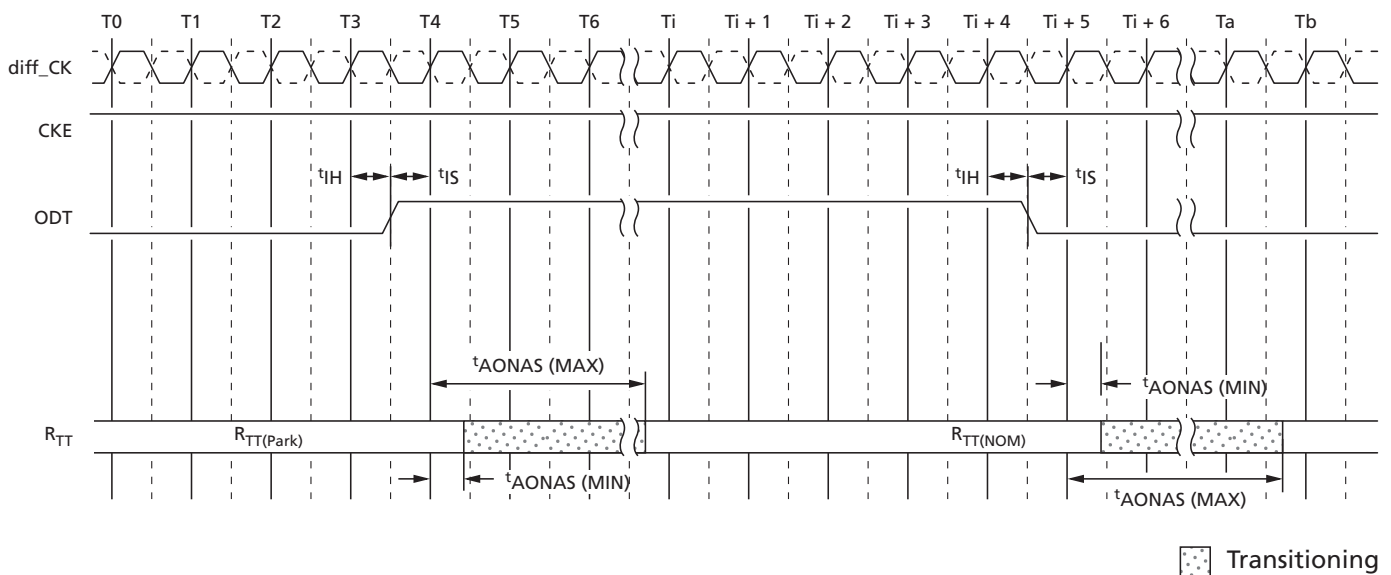 T0 T1 T2 T3 T4 T5 T6 Ti Ti + 1 Ti + 2 Ti + 3 Ti + 4 Ti + 5 Ti + 6 Ta Tb
diff_CK
CKE
tIH tIS tIH tIS
ODT
tAONAS (MAX)
tAONAS (MIN)
RTT RTT(Park) RTT(NOM)
tAONAS (MIN)
tAONAS (MAX)
Transitioning